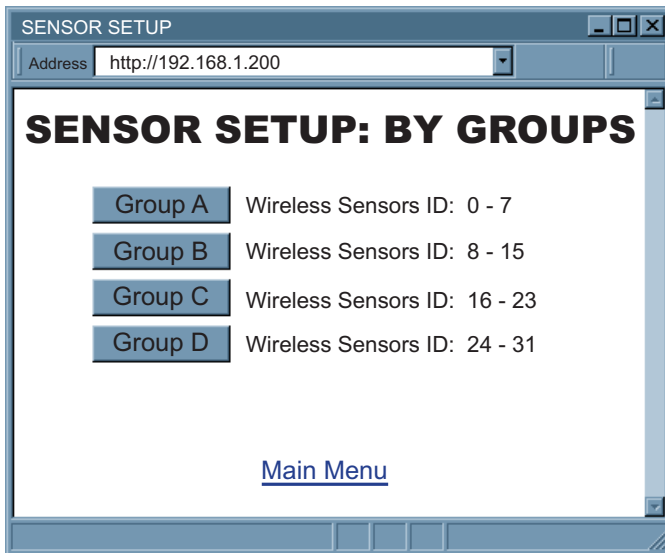 SENSOR SETUP
Address http://192.168.1.200
SENSOR SETUP: BY GROUPS
Group A Wireless Sensors ID: 0 - 7
Group B Wireless Sensors ID: 8 - 15
Group C Wireless Sensors ID: 16 - 23
Group D Wireless Sensors ID: 24 - 31
Main Menu